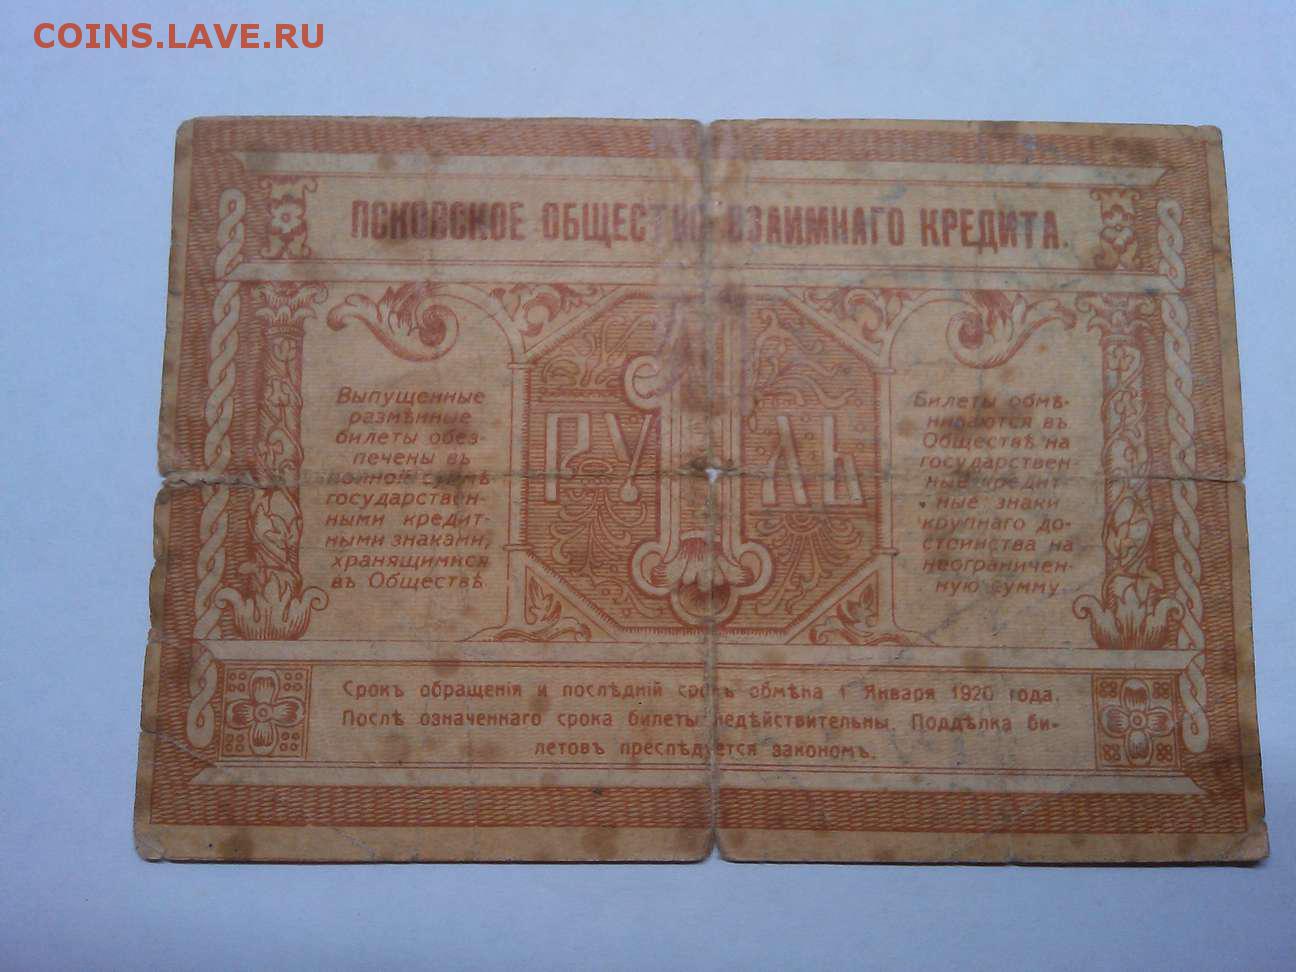 COINS.LAVE.RU
ПСКОВСКОЕ ОБЩЕСТВО ВЗАИМНАГО КРЕДИТА.
Выпущенные
размѣнные
билеты обез-
печены въ
полной суммѣ
государствен-
ными кредит-
ными знаками,
хранящимися
въ Обществѣ
1
РУБЛЬ
Билеты обмѣ-
ниваются въ
Обществѣ на
государствен-
ные кредит-
ные знаки
крупнаго до-
стоинства на
неограничен-
ную сумму.
Срокъ обращенія и послѣдній срокъ обмѣна 1 Января 1920 года.
Послѣ означеннаго срока билеты недѣйствительны. Поддѣлка би-
летовъ преслѣдуется закономъ.